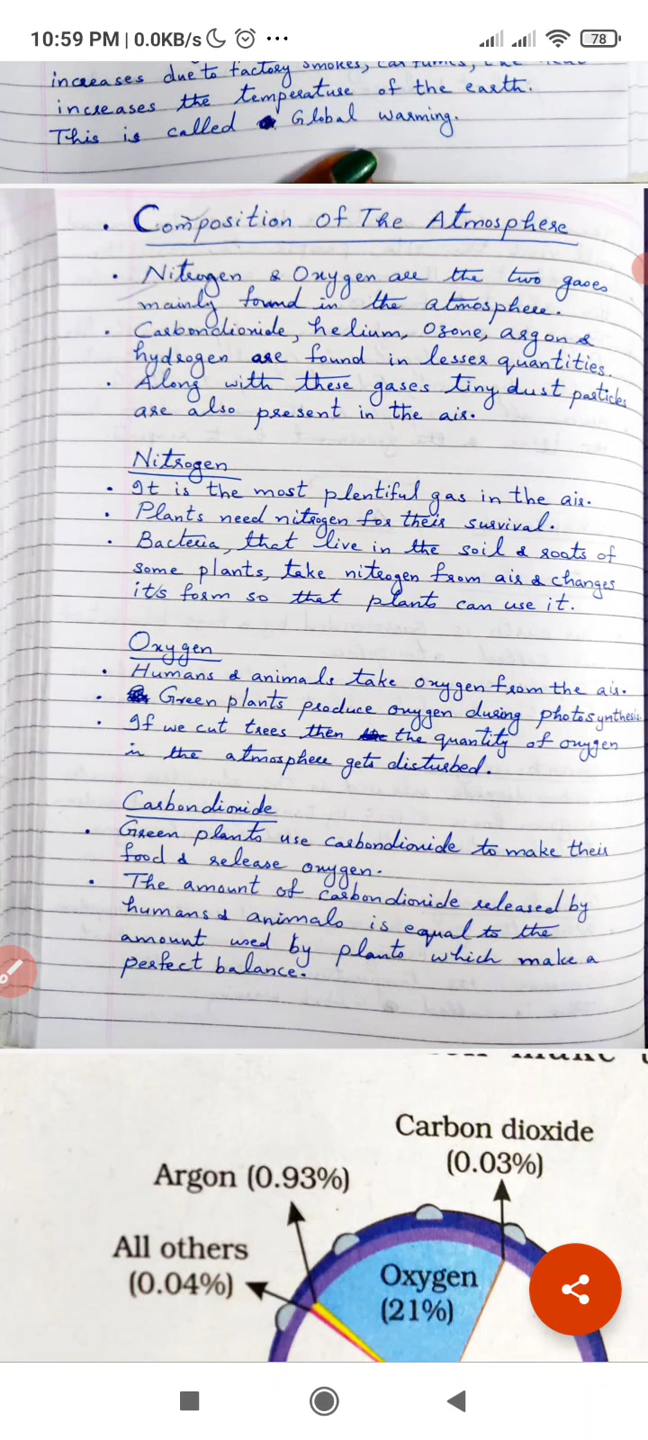 10:59 PM | 0.0KB/s ... 78
increases due to factory smokes, car fumes,
increases the temperature of the earth.
This is called Global warming.
• Composition Of The Atmosphere
• Nitrogen & Oxygen are the two gases
mainly found in the atmosphere.
• Carbondioxide, helium, Ozone, argon &
hydrogen are found in lesser quantities.
• Along with these gases tiny dust particles
are also present in the air.
Nitrogen
• It is the most plentiful gas in the air.
• Plants need nitrogen for their survival.
• Bacteria, that live in the soil & roots of
some plants, take nitrogen from air & changes
it's form so that plants can use it.
Oxygen
• Humans & animals take oxygen from the air.
• Green plants produce oxygen during photosynthesis
• If we cut trees then the quantity of oxygen
in the atmosphere gets disturbed.
Carbondioxide
• Green plants use carbondioxide to make their
food & release oxygen.
• The amount of carbondioxide released by
humans & animals is equal to the
amount used by plants which make a
perfect balance.
Carbon dioxide
(0.03%)
Argon (0.93%)
All others
(0.04%)
Oxygen
(21%)